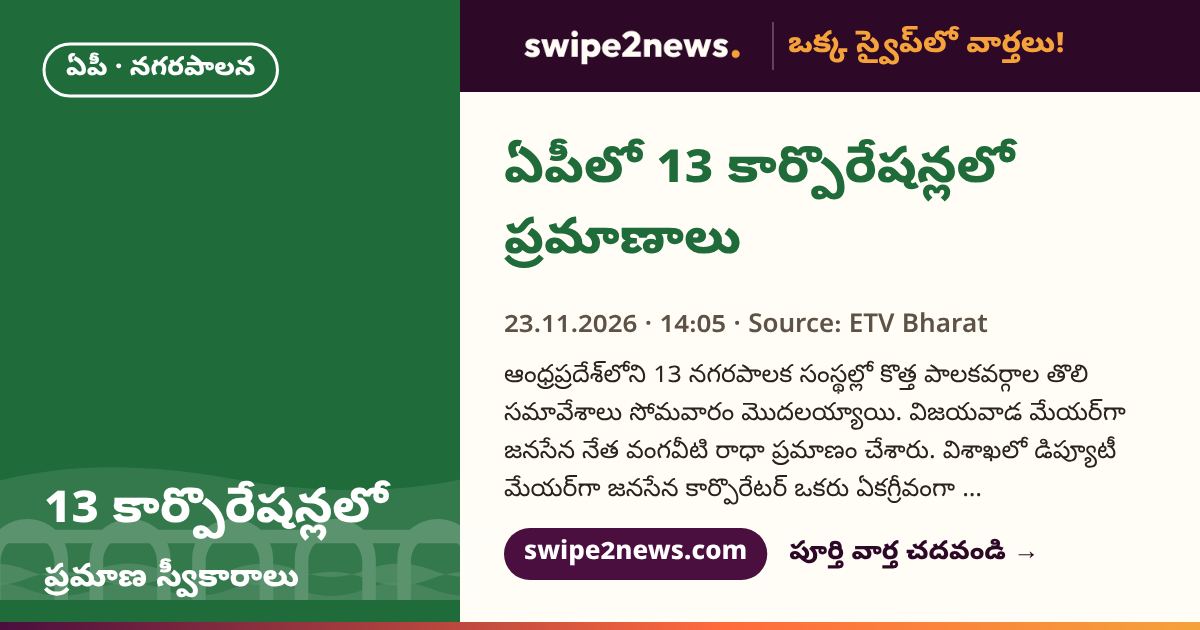 ఏపీ · నగరపాలన
13 కార్పొరేషన్లలో
ప్రమాణ స్వీకారాలు
swipe2news.
ఒక్క స్వైప్‌లో వార్తలు!
ఏపీలో 13 కార్పొరేషన్లలో
ప్రమాణాలు
23.11.2026 · 14:05 · Source: ETV Bharat
ఆంధ్రప్రదేశ్‌లోని 13 నగరపాలక సంస్థల్లో కొత్త పాలకవర్గాల తొలి
సమావేశాలు సోమవారం మొదలయ్యాయి. విజయవాడ మేయర్‌గా
జనసేన నేత వంగవీటి రాధా ప్రమాణం చేశారు. విశాఖలో డిప్యూటీ
మేయర్‌గా జనసేన కార్పొరేటర్ ఒకరు ఏకగ్రీవంగా ...
swipe2news.com
పూర్తి వార్త చదవండి →